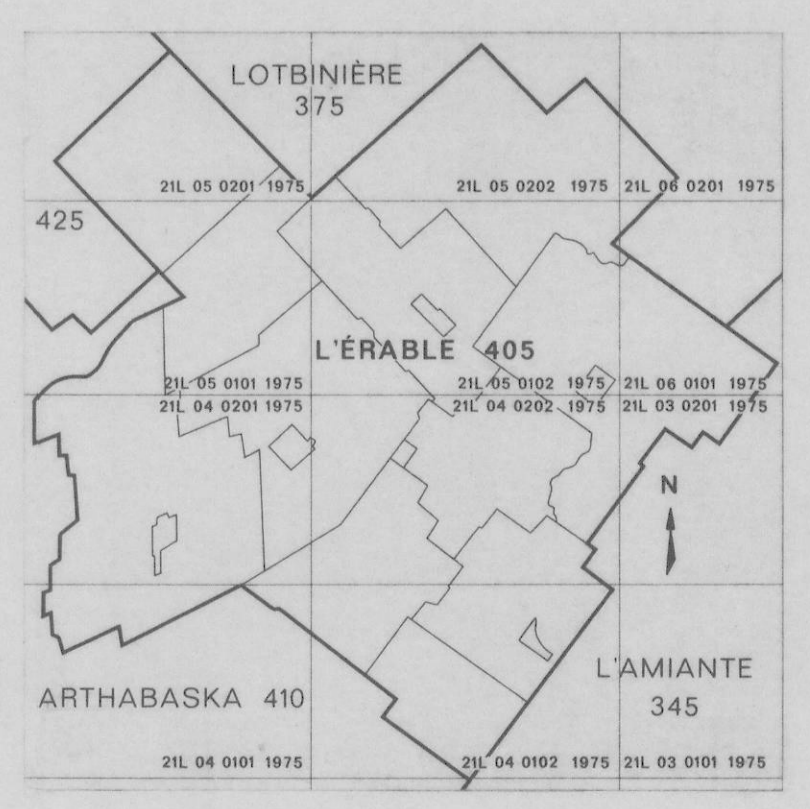 LOTBINIÈRE
375
21L 05 0201 1975
21L 05 0202 1975
21L 06 0201 1975
425
L'ÉRABLE 405
21L 05 0101 1975
21L 05 0102 1975
21L 06 0101 1975
21L 04 0201 1975
21L 04 0202 1975
21L 03 0201 1975
N
L'AMIANTE
345
ARTHABASKA 410
21L 04 0101 1975
21L 04 0102 1975
21L 03 0101 1975